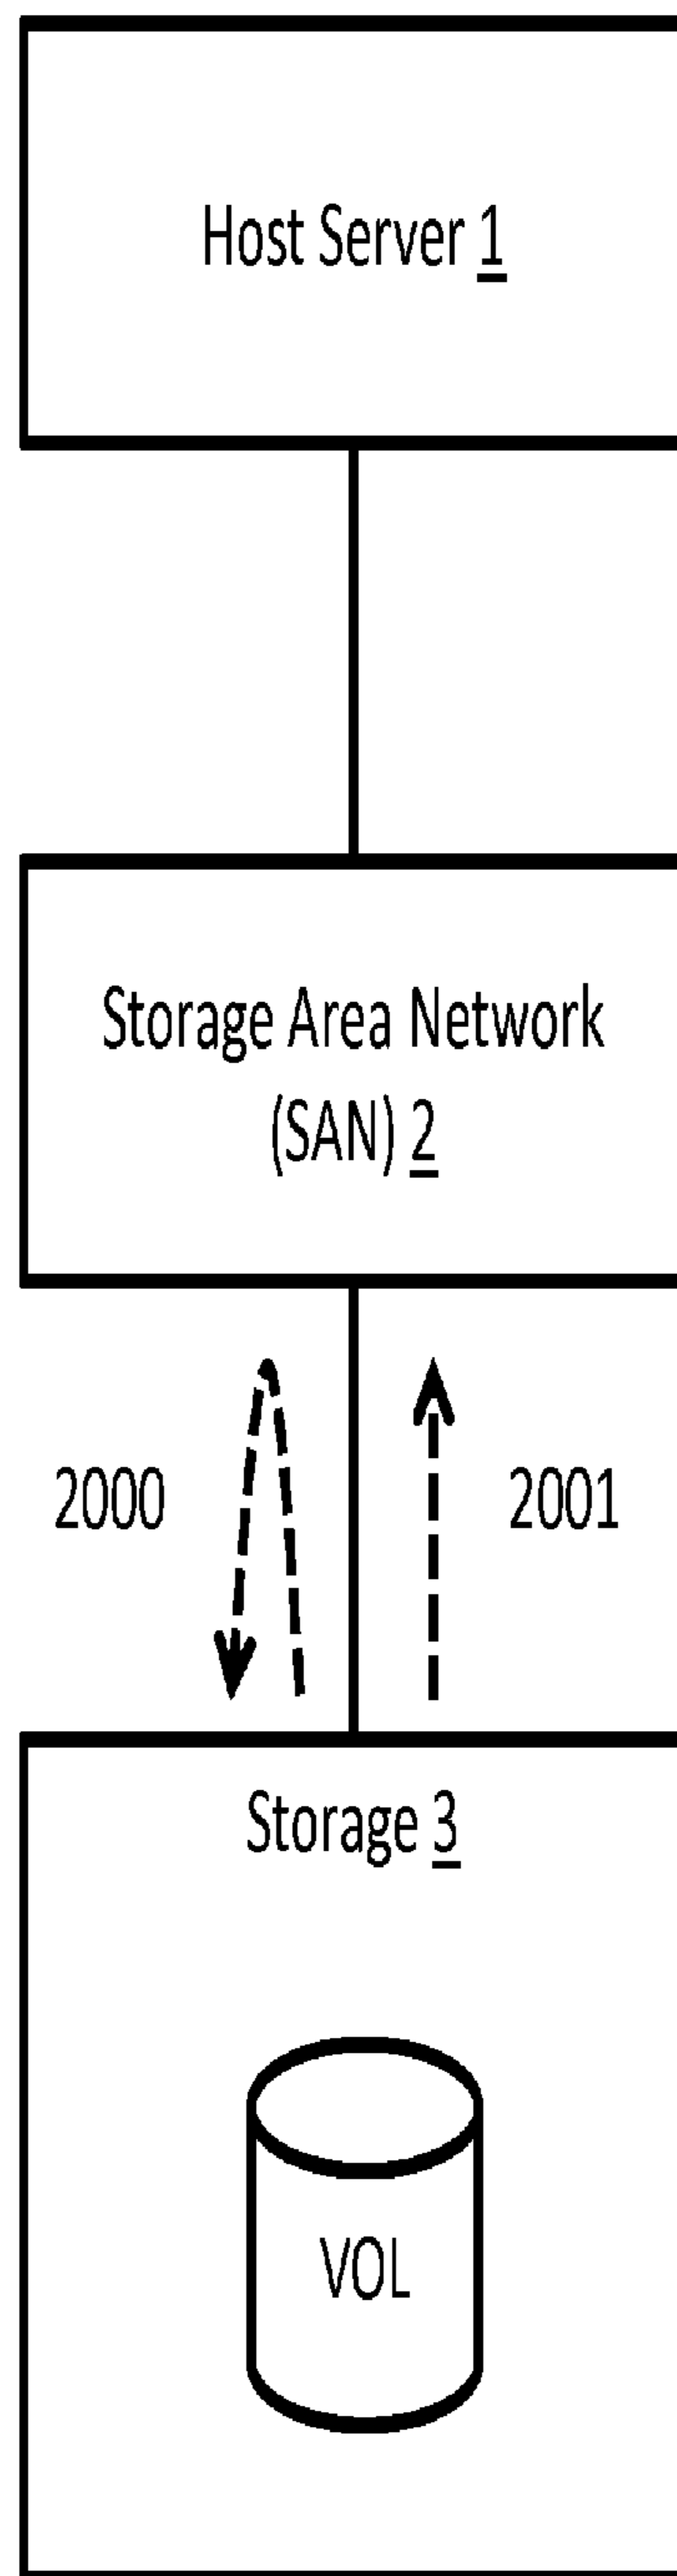 Host Server 1
Storage Area Network
(SAN) 2
2000
2001
Storage 3
VOL